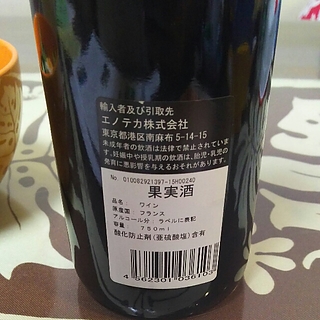 輸入者及び引取先
エノテカ株式会社
東京都港区南麻布5-14-15
未成年者の飲酒は法律で禁止されていま
す。妊娠中や授乳期の飲酒は、胎児・乳児の
発育に悪影響を与えるおそれがあります。
No 010082921397-15H00240
果実酒
品名: ワイン
原産国 フランス
アルコール分 ラベルに表記
容量 750ml
酸化防止剤(亜硫酸塩)含有
4 562301 036103